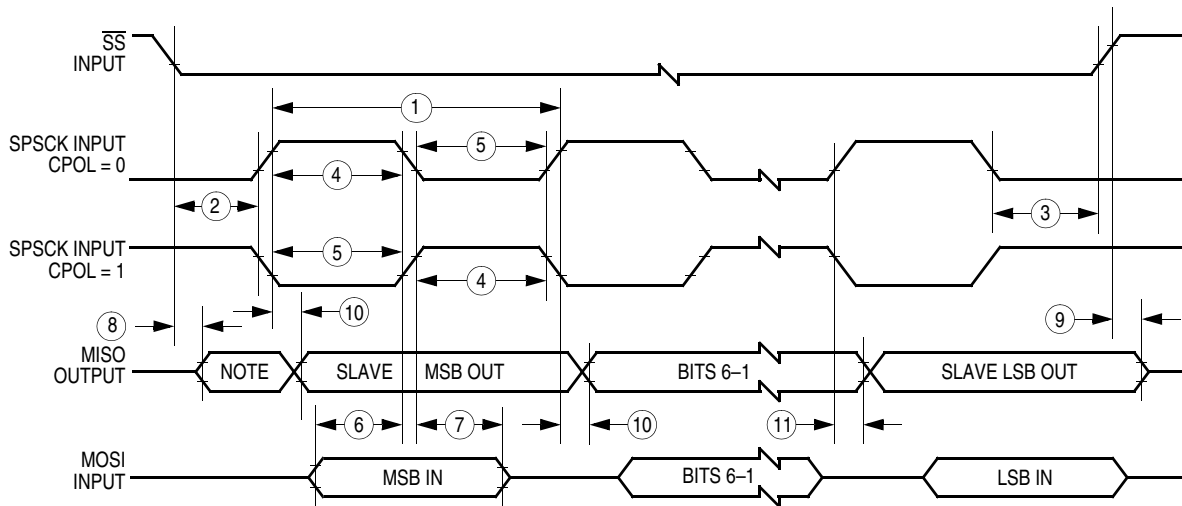 SS
INPUT
1
SPSCK INPUT
CPOL = 0
5
4
2
3
SPSCK INPUT
CPOL = 1
5
4
8
10
9
MISO
OUTPUT
NOTE
SLAVE MSB OUT
BITS 6–1
SLAVE LSB OUT
6
7
10
11
MOSI
INPUT
MSB IN
BITS 6–1
LSB IN